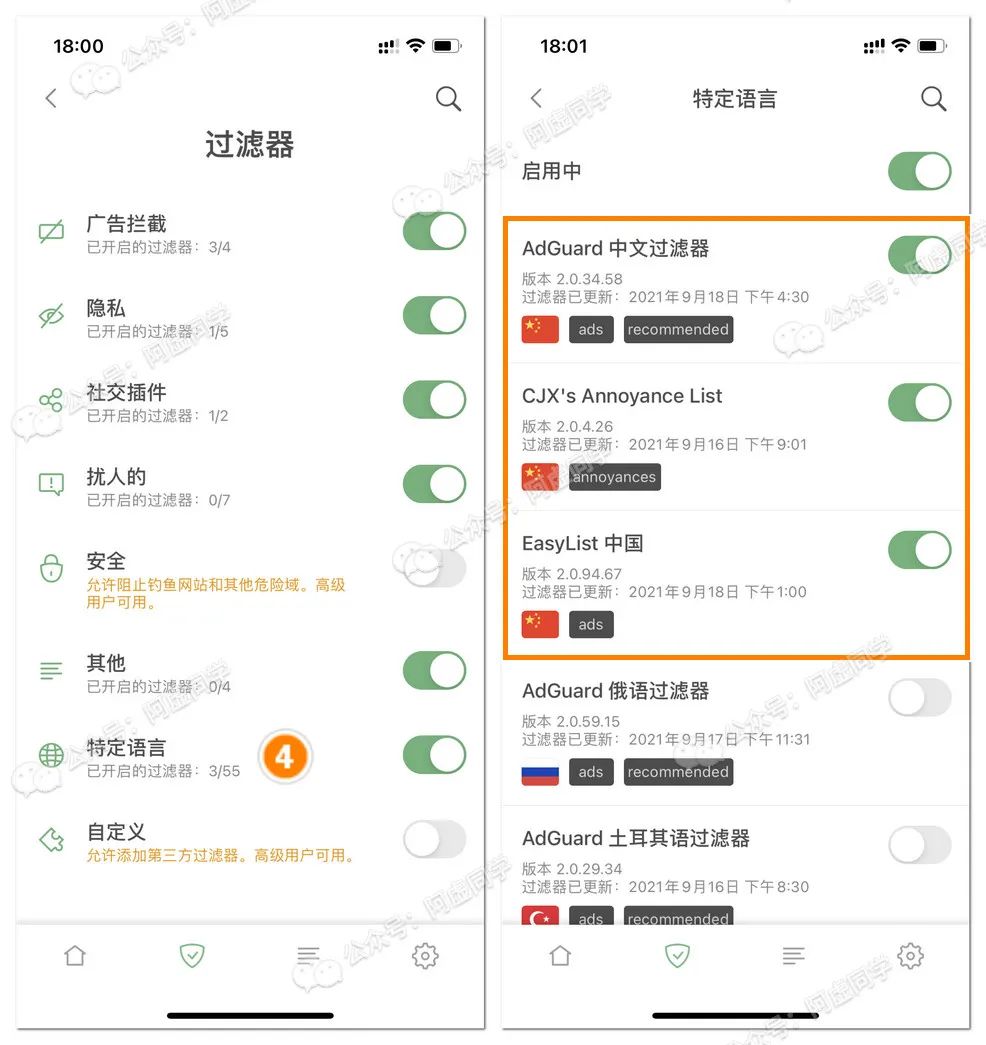 18:00
过滤器
广告拦截
已开启的过滤器：3/4
隐私
已开启的过滤器：1/5
社交插件
已开启的过滤器：1/2
扰人的
已开启的过滤器：0/7
安全
允许阻止钓鱼网站和其他危险域。高级
用户可用。
其他
已开启的过滤器：0/4
特定语言
已开启的过滤器：3/55
4
自定义
允许添加第三方过滤器。高级用户可用。
18:01
特定语言
启用中
AdGuard 中文过滤器
版本 2.0.34.58
过滤器已更新： 2021年9月18日 下午4:30
ads
recommended
CJX's Annoyance List
版本 2.0.4.26
过滤器已更新： 2021年9月16日 下午9:01
annoyances
EasyList 中国
版本 2.0.94.67
过滤器已更新： 2021年9月18日 下午1:00
ads
AdGuard 俄语过滤器
版本 2.0.59.15
过滤器已更新： 2021年9月17日 下午11:31
ads
recommended
AdGuard 土耳其语过滤器
版本 2.0.29.34
过滤器已更新： 2021年9月16日 下午8:30
ads
recommended
公众号：阿虚同学